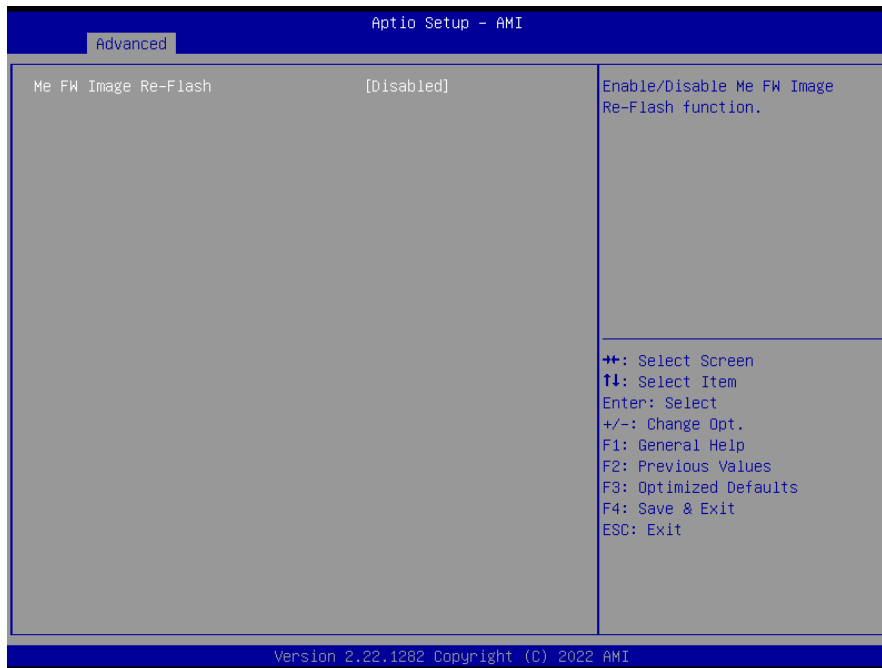 Aptio Setup – AMI
Advanced
Me FW Image Re-Flash [Disabled]
Enable/Disable Me FW Image
Re-Flash function.
→←: Select Screen
↑↓: Select Item
Enter: Select
+/-: Change Opt.
F1: General Help
F2: Previous Values
F3: Optimized Defaults
F4: Save & Exit
ESC: Exit
Version 2.22.1282 Copyright (C) 2022 AMI